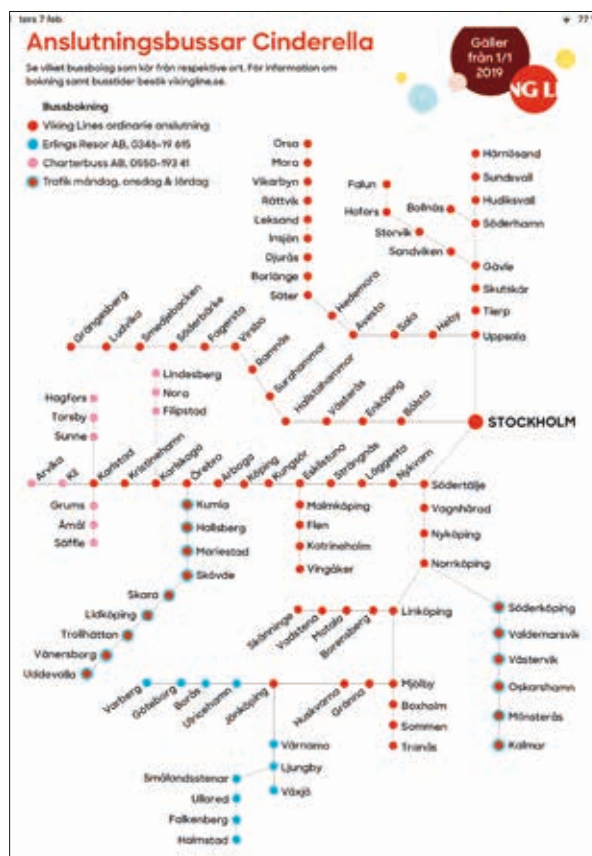 tors 7 feb.
77
Anslutningsbussar Cinderella
Gäller
från 1/1
2019
NG LI
Se vilket bussbolag som kör från respektive ort. För information om
bokning samt busstider besök vikingline.se.
Bussbokning
Viking Lines ordinarie anslutning
Erlings Resor AB, 0346-19 615
Charterbuss AB, 0550-193 41
Trafik måndag, onsdag & lördag
Orsa
Mora
Vikarbyn
Rättvik
Leksand
Insjön
Djurås
Borlänge
Säter
Falun
Hofors
Storvik
Sandviken
Bollnäs
Härnösand
Sundsvall
Hudiksvall
Söderhamn
Gävle
Skutskär
Tierp
Uppsala
Hedemora
Avesta
Sala
Heby
Grängesberg
Ludvika
Smedjebacken
Söderbärke
Fagersta
Virsbo
Ramnäs
Surahammar
Hallstahammar
Västerås
Enköping
Bålsta
STOCKHOLM
Lindesberg
Nora
Filipstad
Hagfors
Torsby
Sunne
Arvika
Kil
Karlstad
Kristinehamn
Karlskoga
Örebro
Arboga
Köping
Kungsör
Eskilstuna
Strängnäs
Läggesta
Nykvarn
Södertälje
Grums
Åmål
Säffle
Kumla
Hallsberg
Mariestad
Skövde
Skara
Lidköping
Trollhättan
Vänersborg
Uddevalla
Malmköping
Flen
Katrineholm
Vingåker
Vagnhärad
Nyköping
Norrköping
Skänninge
Vadstena
Motala
Borensberg
Linköping
Söderköping
Valdemarsvik
Västervik
Oskarshamn
Mönsterås
Kalmar
Varberg
Göteborg
Borås
Ulricehamn
Jönköping
Huskvarna
Gränna
Mjölby
Boxholm
Sommen
Tranås
Värnamo
Ljungby
Växjö
Smålandsstenar
Ullared
Falkenberg
Halmstad